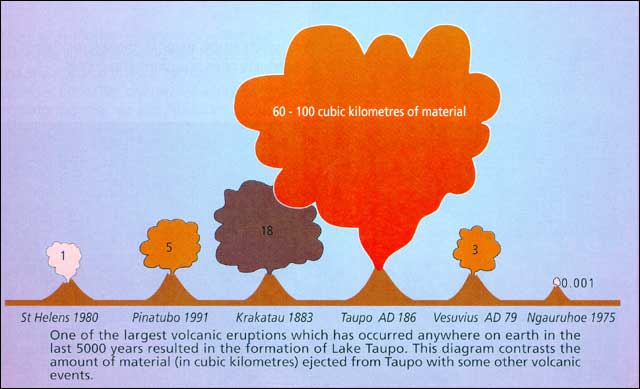 60 - 100 cubic kilometres of material
1
5
18
3
0.001
St Helens 1980 Pinatubo 1991 Krakatau 1883 Taupo AD 186 Vesuvius AD 79 Ngauruhoe 1975
One of the largest volcanic eruptions which has occurred anywhere on earth in the
last 5000 years resulted in the formation of Lake Taupo. This diagram contrasts the
amount of material (in cubic kilometres) ejected from Taupo with some other volcanic
events.